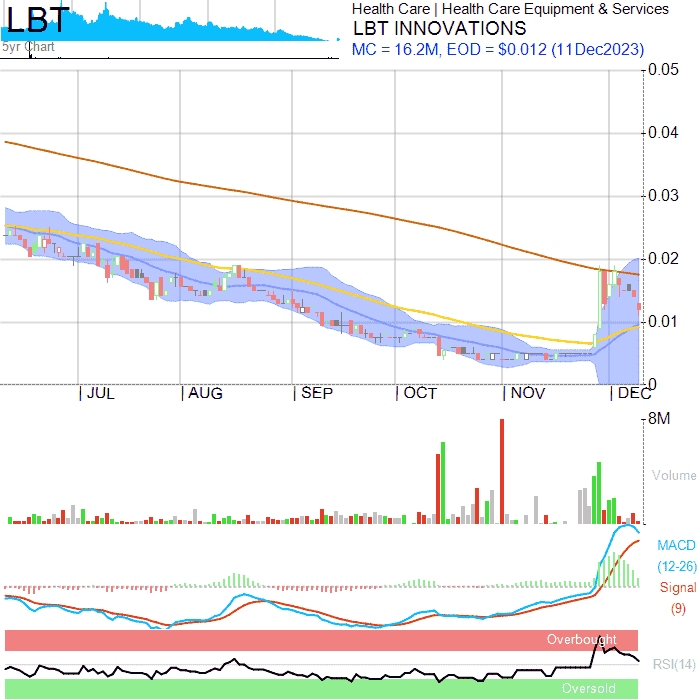 LBT
5yr Chart
Health Care | Health Care Equipment & Services
LBT INNOVATIONS
MC = 16.2M, EOD = $0.012 (11Dec2023)
0.05
0.04
0.03
0.02
0.01
0
JUL AUG SEP OCT NOV DEC
8M
Volume
MACD
(12-26)
Signal
(9)
Overbought
RSI(14)
Oversold